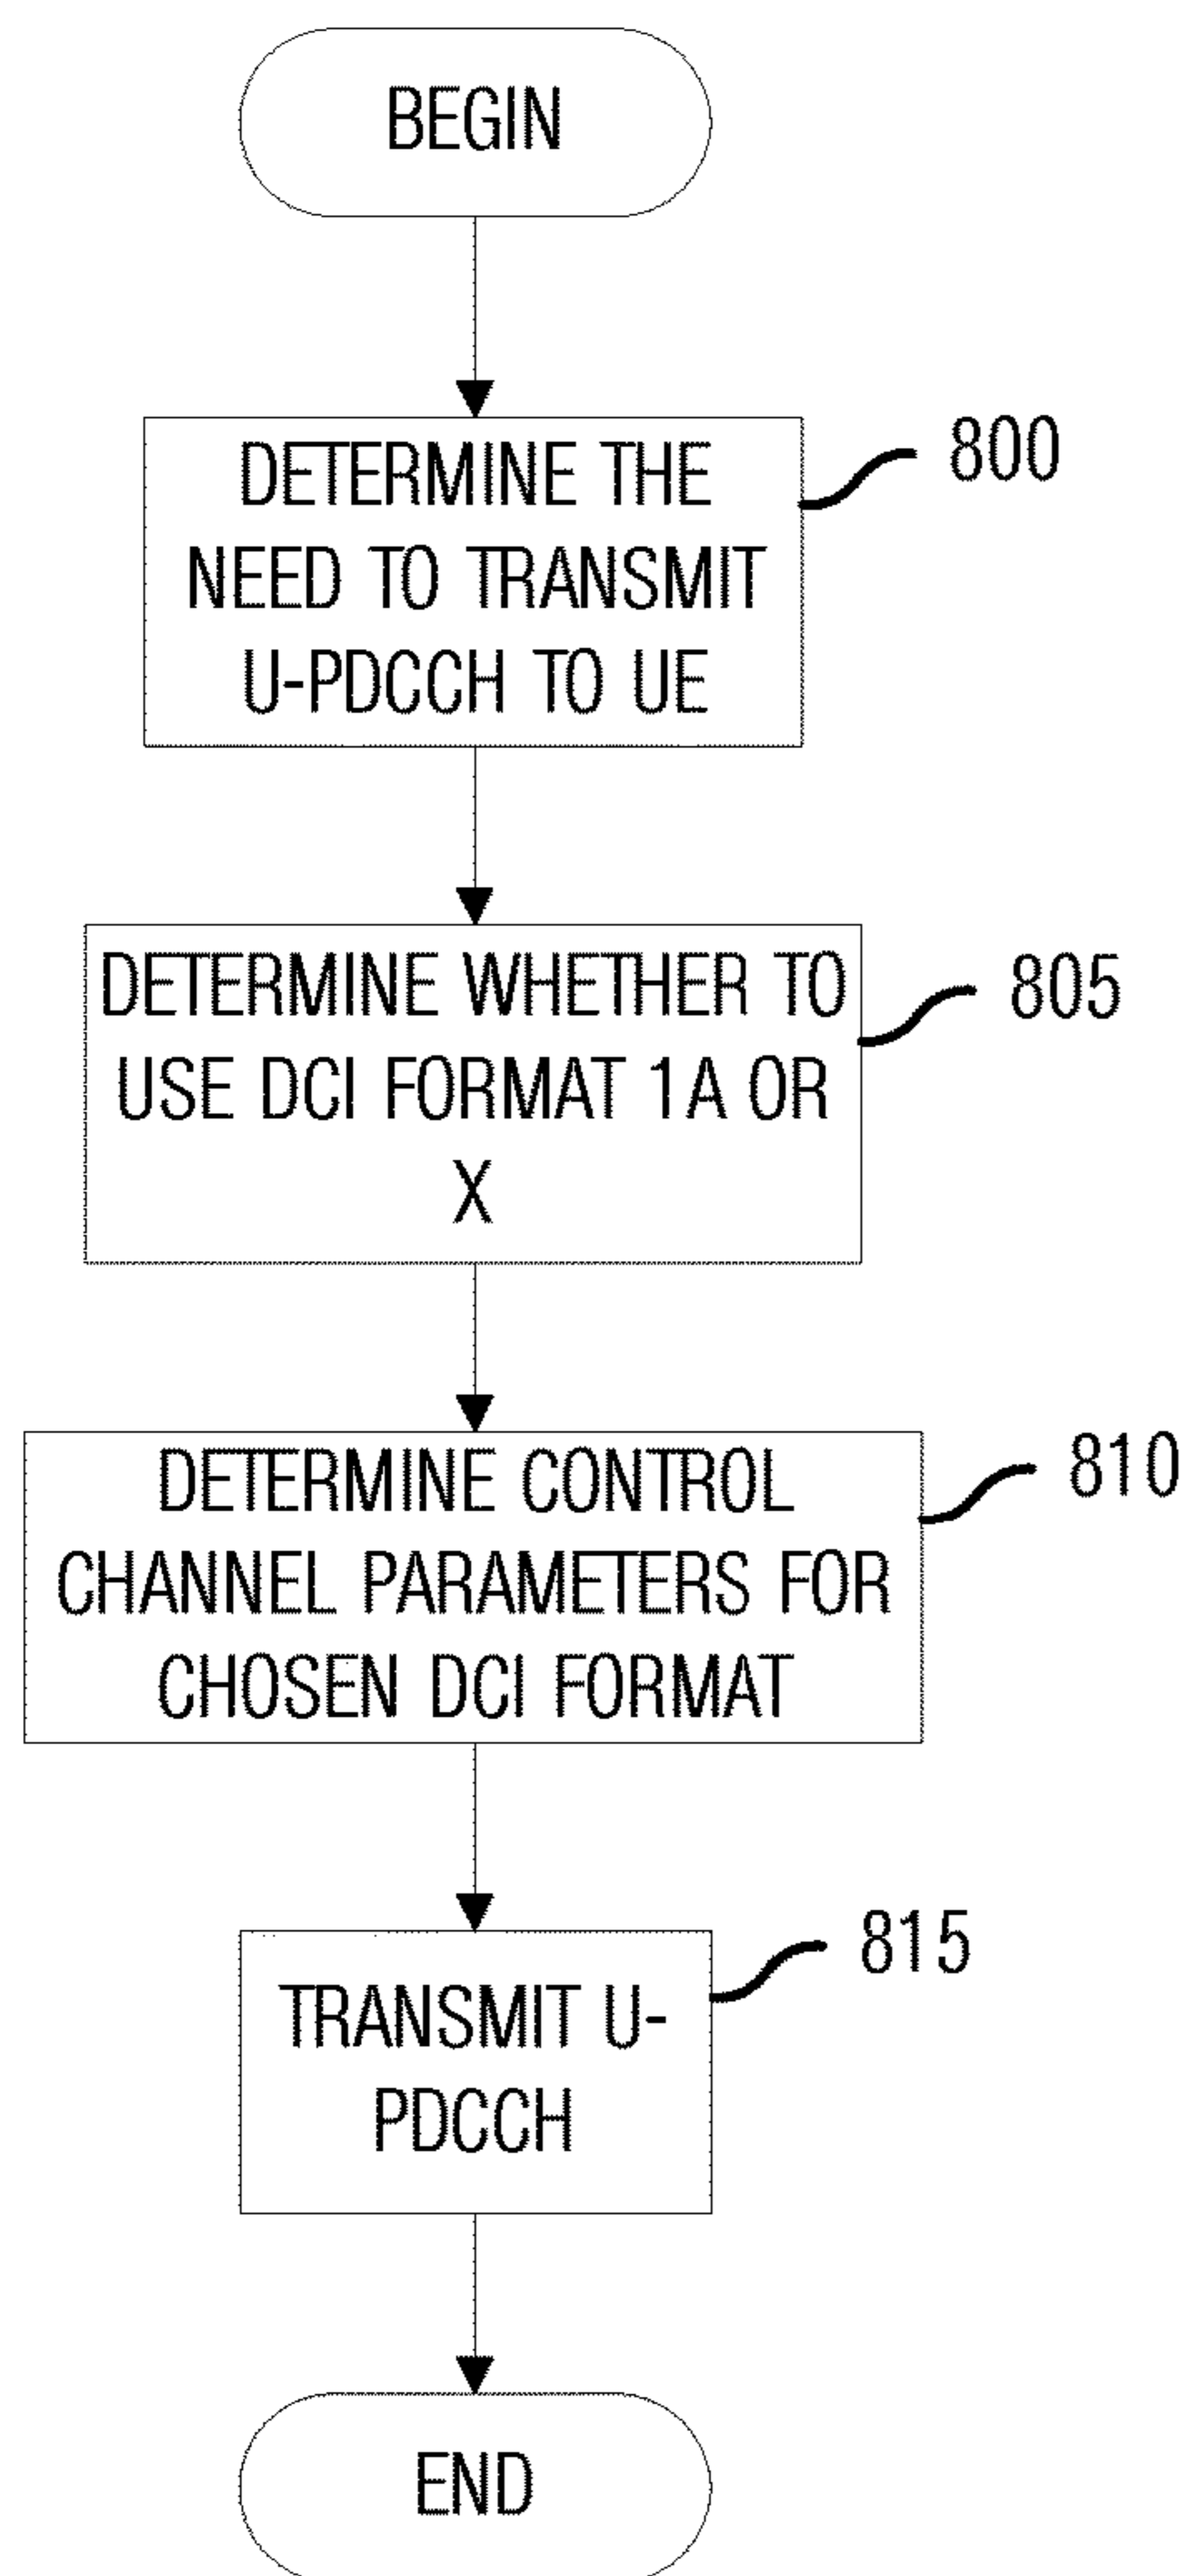 BEGIN
DETERMINE THE
NEED TO TRANSMIT
U-PDCCH TO UE
800
DETERMINE WHETHER TO
USE DCI FORMAT 1A OR
X
805
DETERMINE CONTROL
CHANNEL PARAMETERS FOR
CHOSEN DCI FORMAT
810
TRANSMIT U-
PDCCH
815
END